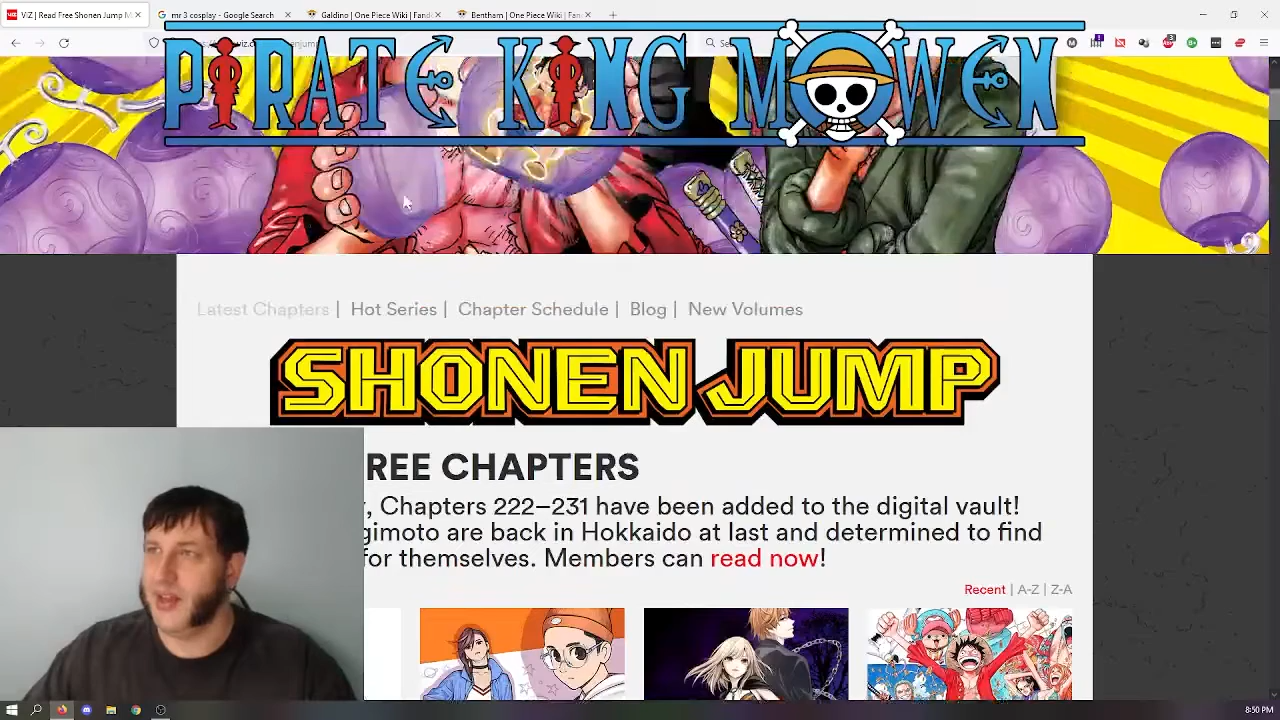 VIZ | Read Free Shonen Jump M
mr 3 cosplay - Google Search
Galdino | One Piece Wiki | Fand
Bentham | One Piece Wiki | Fan
PIRATE KING MOWEN
Latest Chapters | Hot Series | Chapter Schedule | Blog | New Volumes
SHONEN JUMP
REE CHAPTERS
, Chapters 222–231 have been added to the digital vault!
gimoto are back in Hokkaido at last and determined to find
for themselves. Members can read now!
Recent | A-Z | Z-A
8:50 PM